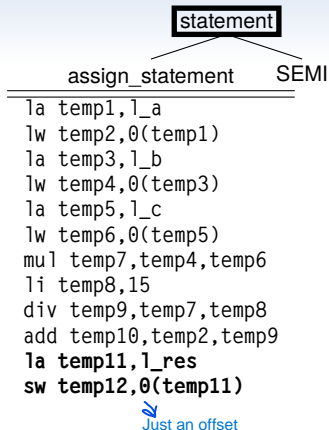 statement
assign_statement SEMI
la temp1,l_a
lw temp2,0(temp1)
la temp3,l_b
lw temp4,0(temp3)
la temp5,l_c
lw temp6,0(temp5)
mul temp7,temp4,temp6
li temp8,15
div temp9,temp7,temp8
add temp10,temp2,temp9
la temp11,l_res
sw temp12,0(temp11)
Just an offset